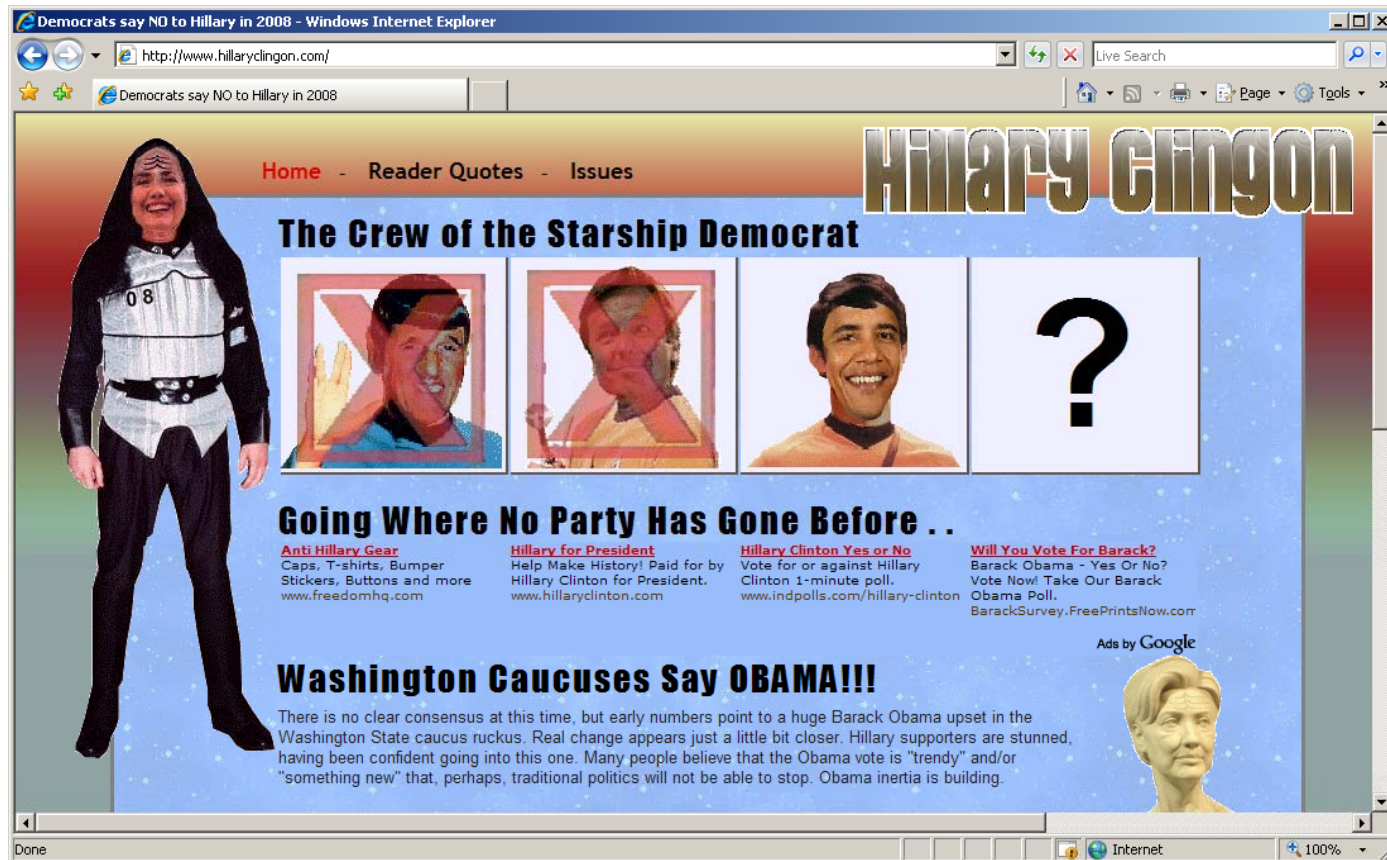 Democrats say NO to Hillary in 2008 - Windows Internet Explorer
http://www.hillaryclingon.com/
Live Search
Democrats say NO to Hillary in 2008
Page Tools »
Hillary Clingon
Home - Reader Quotes - Issues
The Crew of the Starship Democrat
08
?
Going Where No Party Has Gone Before . .
Anti Hillary Gear
Caps, T-shirts, Bumper
Stickers, Buttons and more
www.freedomhq.com
Hillary for President
Help Make History! Paid for by
Hillary Clinton for President.
www.hillaryclinton.com
Hillary Clinton Yes or No
Vote for or against Hillary
Clinton 1-minute poll.
www.indpolls.com/hillary-clinton
Will You Vote For Barack?
Barack Obama - Yes Or No?
Vote Now! Take Our Barack
Obama Poll.
BarackSurvey.FreePrintsNow.com
Ads by Google
Washington Caucuses Say OBAMA!!!
There is no clear consensus at this time, but early numbers point to a huge Barack Obama upset in the
Washington State caucus ruckus. Real change appears just a little bit closer. Hillary supporters are stunned,
having been confident going into this one. Many people believe that the Obama vote is "trendy" and/or
"something new" that, perhaps, traditional politics will not be able to stop. Obama inertia is building.
Done
Internet
100%